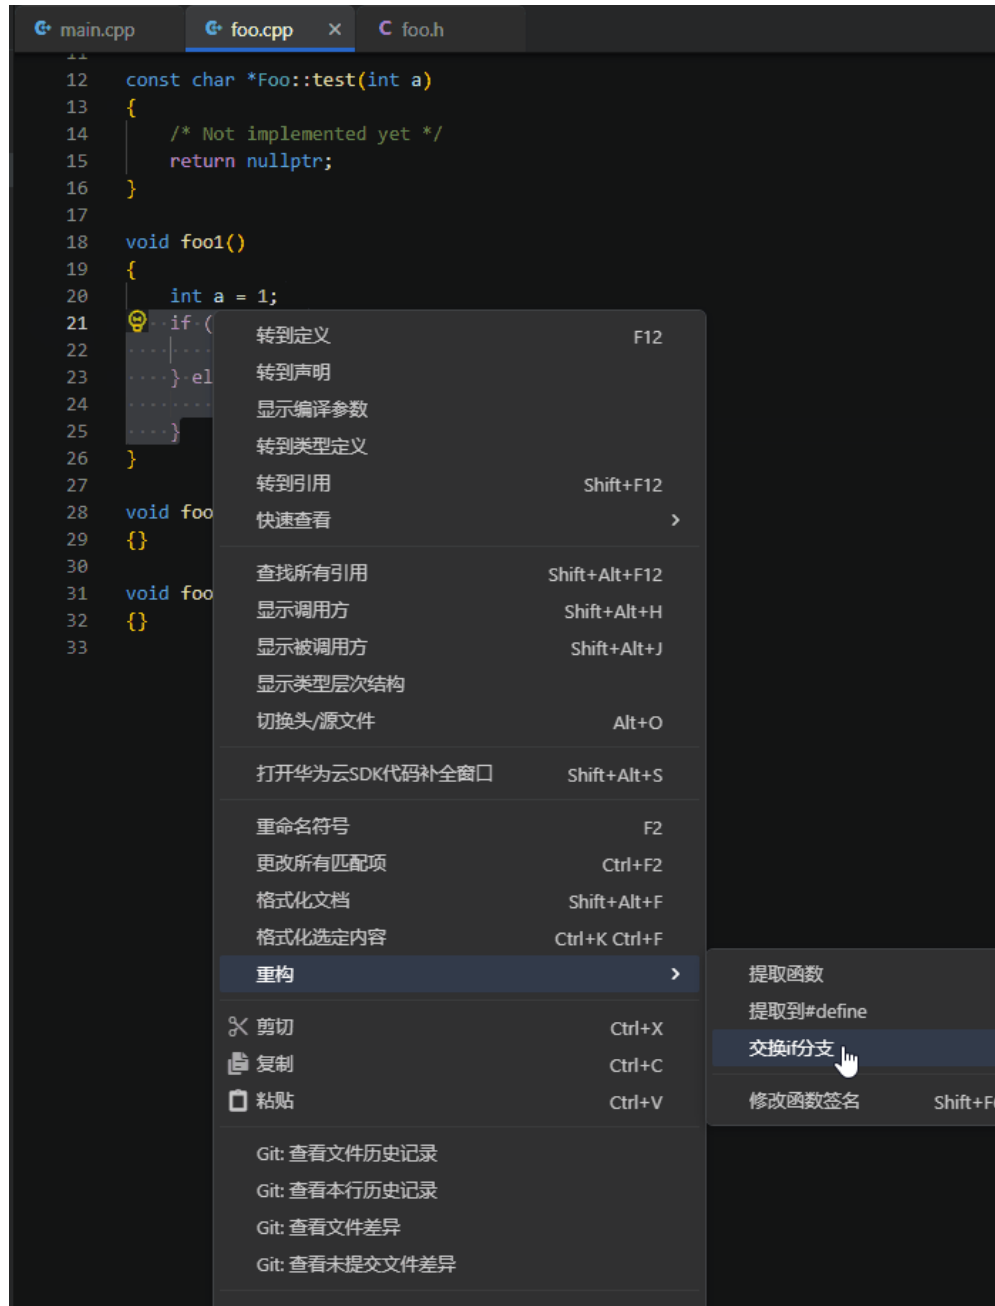 main.cpp foo.cpp × foo.h
11
12 const char *Foo::test(int a)
13 {
14 /* Not implemented yet */
15 return nullptr;
16 }
17
18 void foo1()
19 {
20 int a = 1;
21 if (
22
23 } el
24
25 }
26 }
27
28 void foo
29 {}
30
31 void foo
32 {}
33
转到定义 F12
转到声明
显示编译参数
转到类型定义
转到引用 Shift+F12
快速查看
查找所有引用 Shift+Alt+F12
显示调用方 Shift+Alt+H
显示被调用方 Shift+Alt+J
显示类型层次结构
切换头/源文件 Alt+O
打开华为云SDK代码补全窗口 Shift+Alt+S
重命名符号 F2
更改所有匹配项 Ctrl+F2
格式化文档 Shift+Alt+F
格式化选定内容 Ctrl+K Ctrl+F
重构
提取函数
提取到#define
交换if分支
修改函数签名 Shift+F
剪切 Ctrl+X
复制 Ctrl+C
粘贴 Ctrl+V
Git: 查看文件历史记录
Git: 查看本行历史记录
Git: 查看文件差异
Git: 查看未提交文件差异